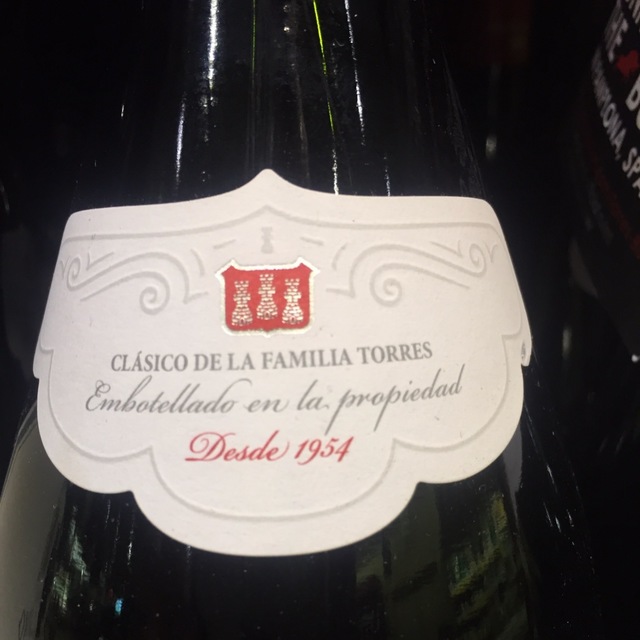 CLÁSICO DE LA FAMILIA TORRES
Embotellado en la propiedad
Desde 1954